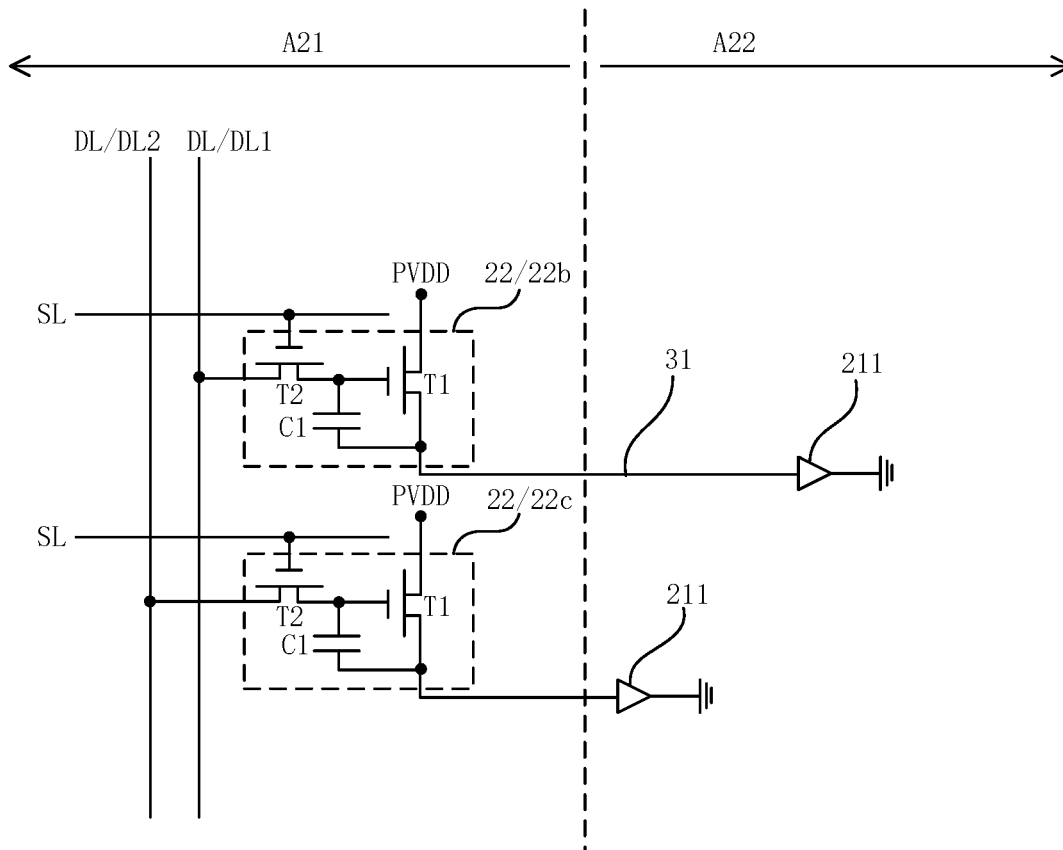 A21
A22
DL/DL2
DL/DL1
PVDD
22/22b
SL
T2
T1
C1
31
211
PVDD
22/22c
SL
T2
T1
C1
211